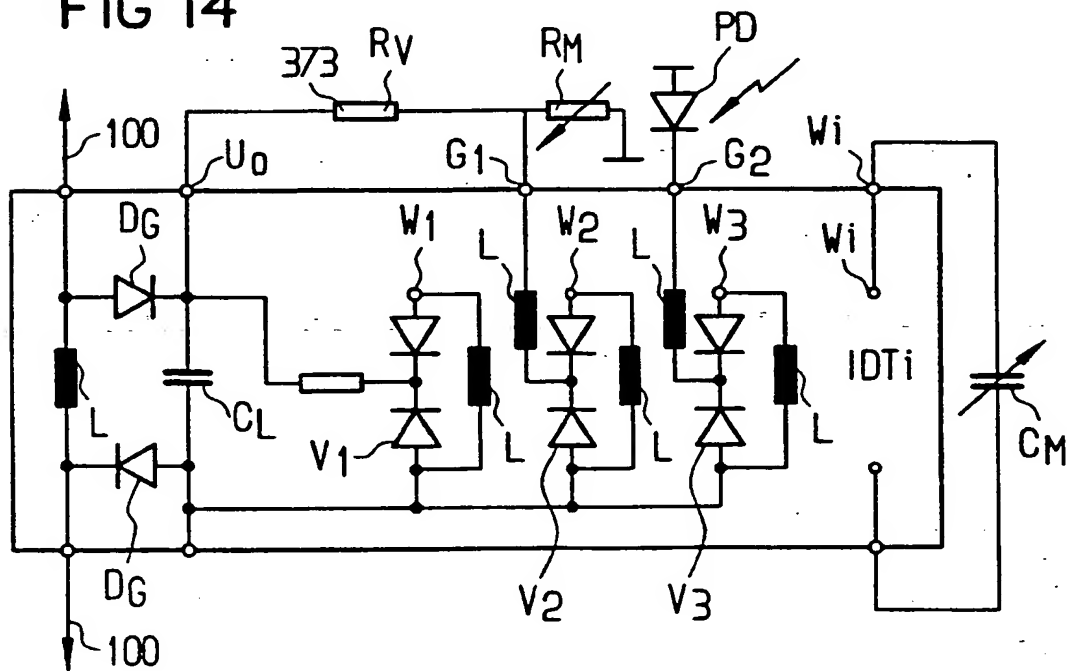 FIG 14
373 RV RM PD
100 U0 G1 G2 Wi
DG W1 L W2 L W3 Wi
IDTi
L CL V1 L L L CM
DG V2 V3
100